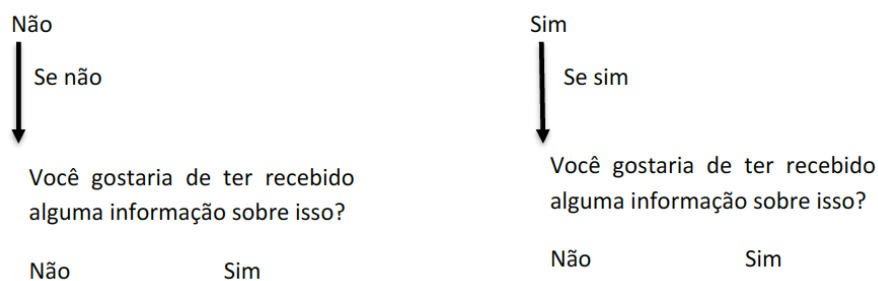 Não
Se não
Você gostaria de ter recebido
alguma informação sobre isso?
Não Sim
Sim
Se sim
Você gostaria de ter recebido
alguma informação sobre isso?
Não Sim